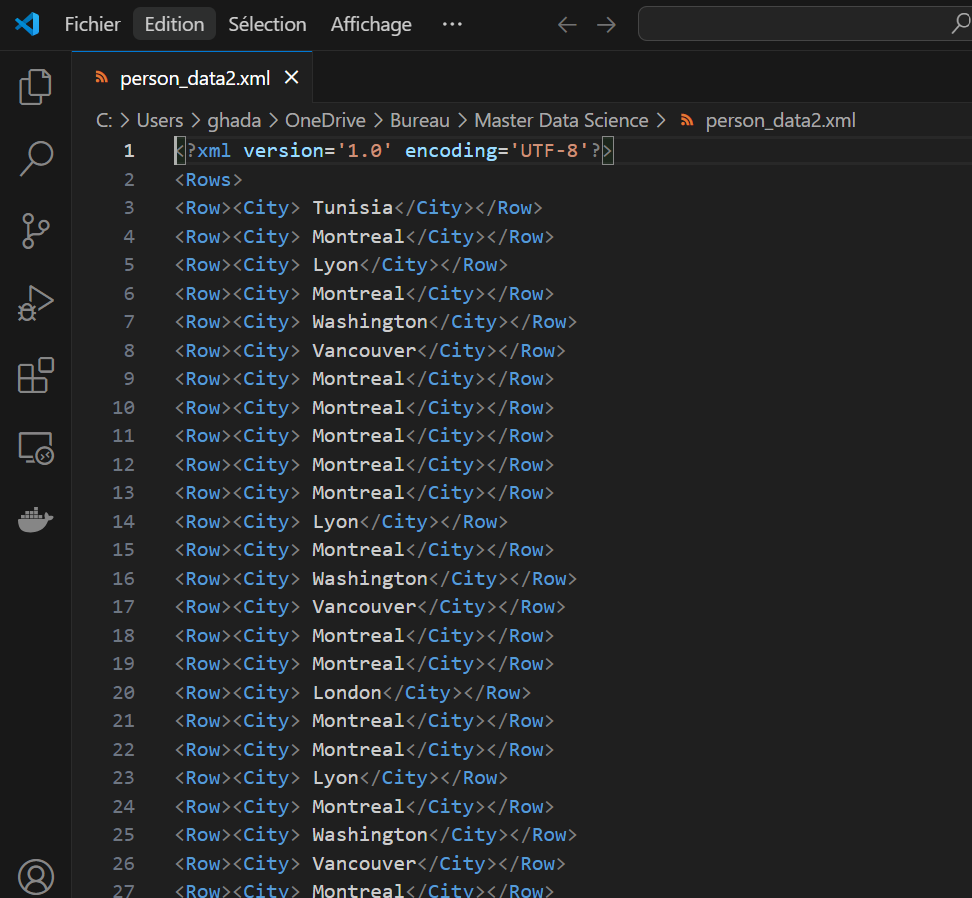 Fichier Edition Sélection Affichage ···
person_data2.xml
C: > Users > ghada > OneDrive > Bureau > Master Data Science > person_data2.xml
1 <?xml version='1.0' encoding='UTF-8'?>
2 <Rows>
3 <Row><City> Tunisia</City></Row>
4 <Row><City> Montreal</City></Row>
5 <Row><City> Lyon</City></Row>
6 <Row><City> Montreal</City></Row>
7 <Row><City> Washington</City></Row>
8 <Row><City> Vancouver</City></Row>
9 <Row><City> Montreal</City></Row>
10 <Row><City> Montreal</City></Row>
11 <Row><City> Montreal</City></Row>
12 <Row><City> Montreal</City></Row>
13 <Row><City> Montreal</City></Row>
14 <Row><City> Lyon</City></Row>
15 <Row><City> Montreal</City></Row>
16 <Row><City> Washington</City></Row>
17 <Row><City> Vancouver</City></Row>
18 <Row><City> Montreal</City></Row>
19 <Row><City> Montreal</City></Row>
20 <Row><City> London</City></Row>
21 <Row><City> Montreal</City></Row>
22 <Row><City> Montreal</City></Row>
23 <Row><City> Lyon</City></Row>
24 <Row><City> Montreal</City></Row>
25 <Row><City> Washington</City></Row>
26 <Row><City> Vancouver</City></Row>
27 <Row><City> Montreal</City></Row>